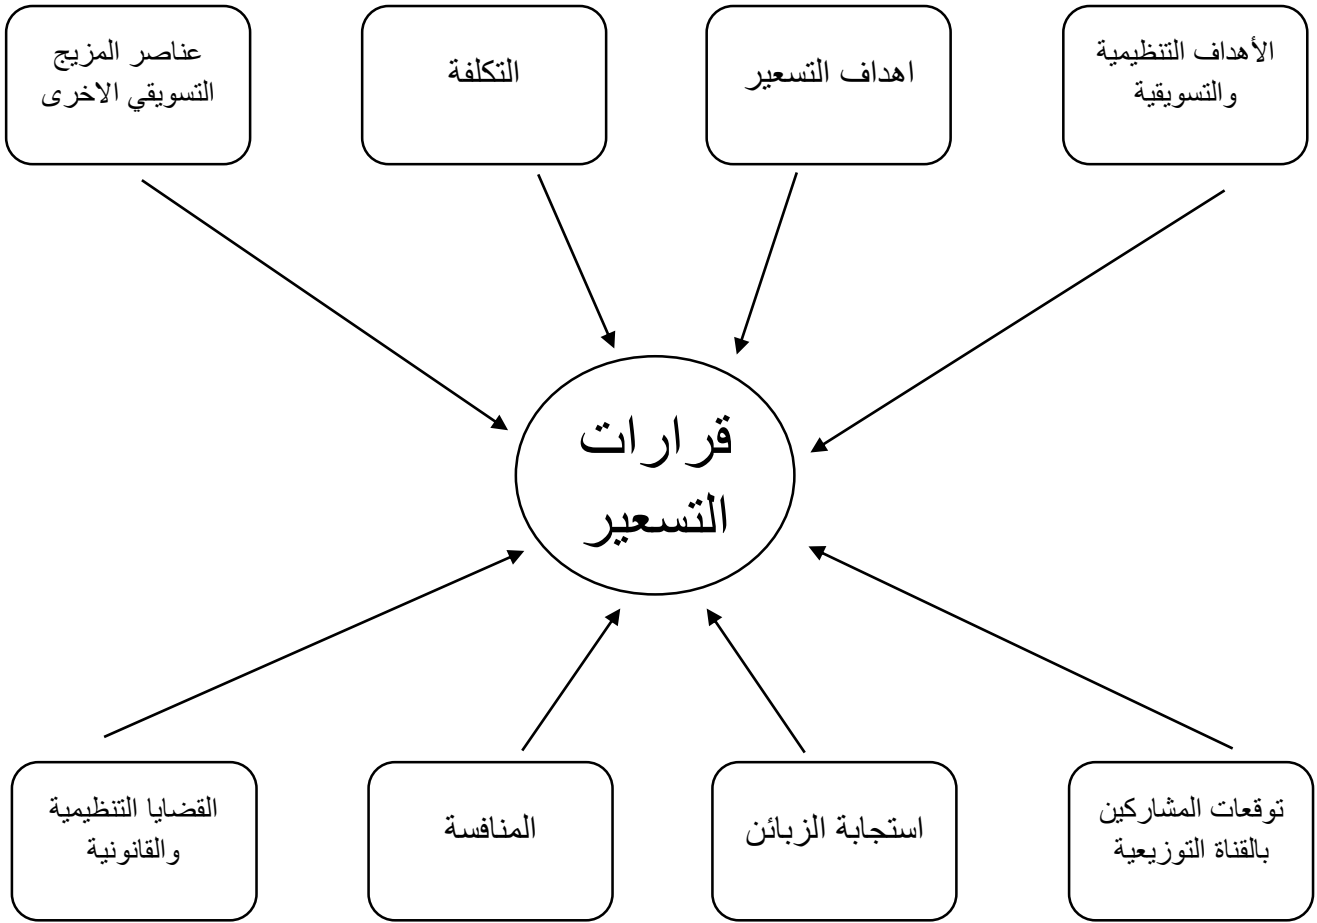 الأهداف التنظيمية
والتسويقية
اهداف التسعير
التكلفة
عناصر المزيج
التسويقي الاخرى
قرارات
التسعير
توقعات المشاركين
بالقناة التوزيعية
استجابة الزبائن
المنافسة
القضايا التنظيمية
والقانونية